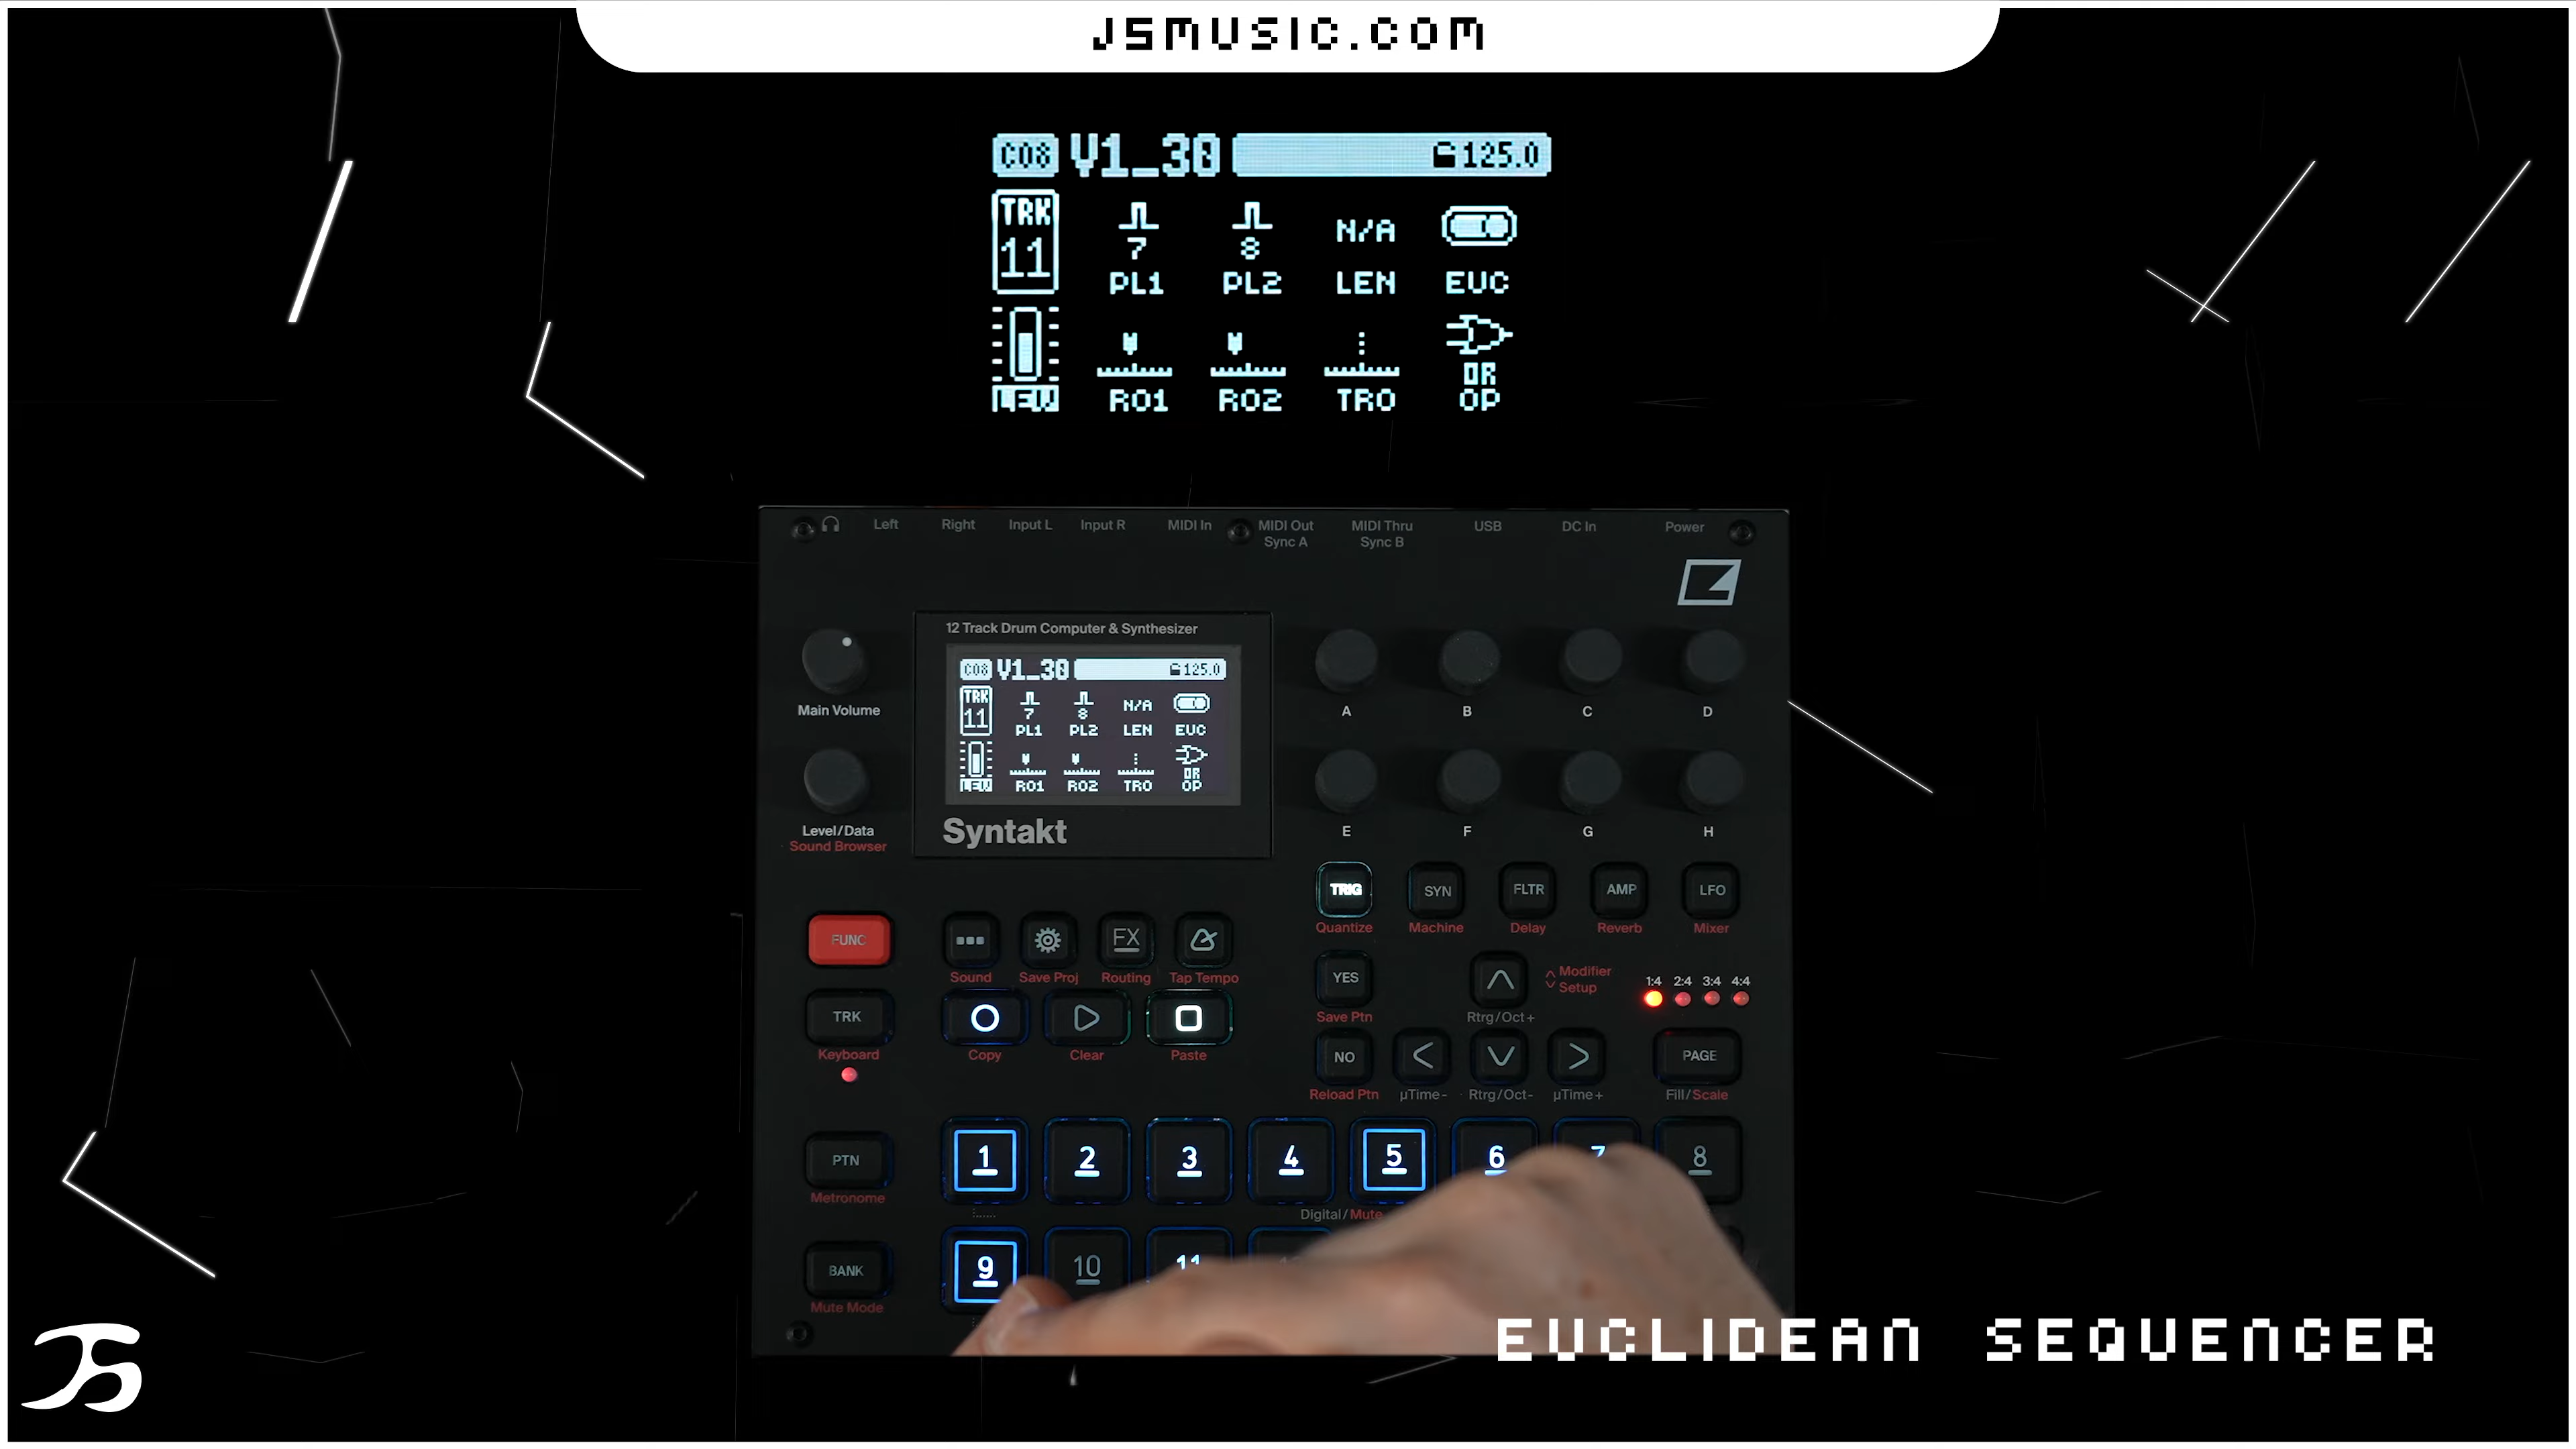 JSMUSIC.COM
C08 V1_30 125.0
TRK 11
7 8 N/A
PL1 PL2 LEN EUC
OR
LEV RO1 RO2 TRO OP
Left Right Input L Input R MIDI In MIDI Out MIDI Thru USB DC In Power
Sync A Sync B
12 Track Drum Computer & Synthesizer
C08 V1_30 125.0
TRK 11
7 8 N/A
PL1 PL2 LEN EUC
OR
LEV RO1 RO2 TRO OP
Syntakt
Main Volume
A B C D
Level/Data
Sound Browser
E F G H
TRIG SYN FLTR AMP LFO
Quantize Machine Delay Reverb Mixer
FUNC FX
Sound Save Proj Routing Tap Tempo
YES
Save Ptn
Modifier
Setup
1:4 2:4 3:4 4:4
Rtrg/Oct+
TRK
Keyboard
Copy Clear Paste
NO PAGE
Reload Ptn µTime- Rtrg/Oct- µTime+ Fill/Scale
PTN 1 2 3 4 5 6 7 8
Metronome
Digital/Mute
BANK 9 10 11
Mute Mode
JS
EUCLIDEAN SEQUENCER